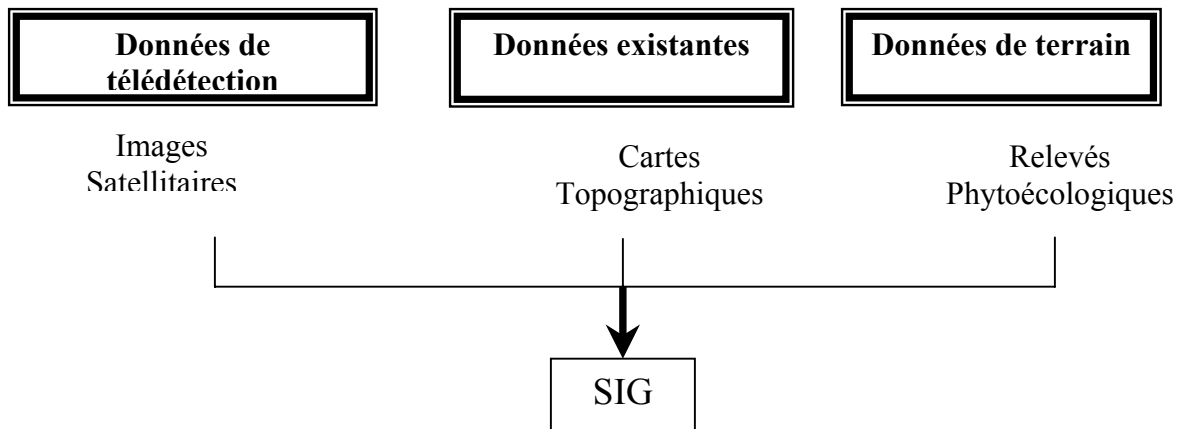 Données de
télédétection
Données existantes
Données de terrain
Images
Satellitaires
Cartes
Topographiques
Relevés
Phytoécologiques
SIG